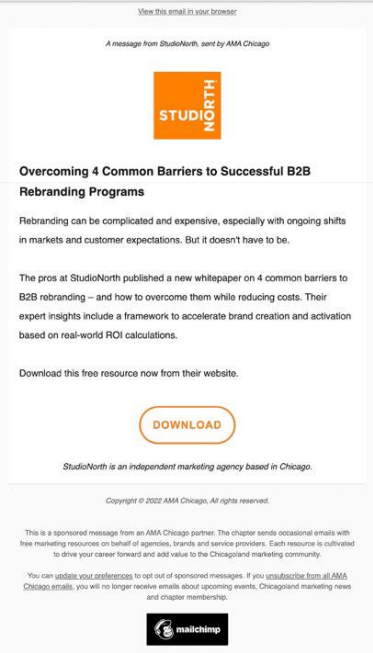 View this email in your browser
A message from StudioNorth, sent by AMA Chicago
STUDIO
NORTH
Overcoming 4 Common Barriers to Successful B2B
Rebranding Programs
Rebranding can be complicated and expensive, especially with ongoing shifts
in markets and customer expectations. But it doesn't have to be.
The pros at StudioNorth published a new whitepaper on 4 common barriers to
B2B rebranding – and how to overcome them while reducing costs. Their
expert insights include a framework to accelerate brand creation and activation
based on real-world ROI calculations.
Download this free resource now from their website.
DOWNLOAD
StudioNorth is an independent marketing agency based in Chicago.
Copyright © 2022 AMA Chicago, All rights reserved.
This is a sponsored message from an AMA Chicago partner. The chapter sends occasional emails with
free marketing resources on behalf of agencies, brands and service providers. Each resource is cultivated
to drive your career forward and add value to the Chicagoland marketing community.
You can update your preferences to opt out of sponsored messages. If you unsubscribe from all AMA
Chicago emails, you will no longer receive emails about upcoming events, Chicagoland marketing news
and chapter membership.
mailchimp